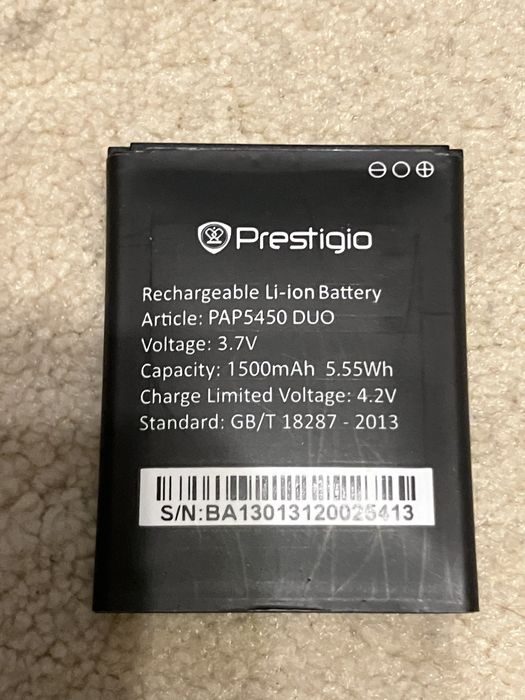 Prestigio
Rechargeable Li-ion Battery
Article: PAP5450 DUO
Voltage: 3.7V
Capacity: 1500mAh 5.55Wh
Charge Limited Voltage: 4.2V
Standard: GB/T 18287 - 2013
S/N:BA13013120025413